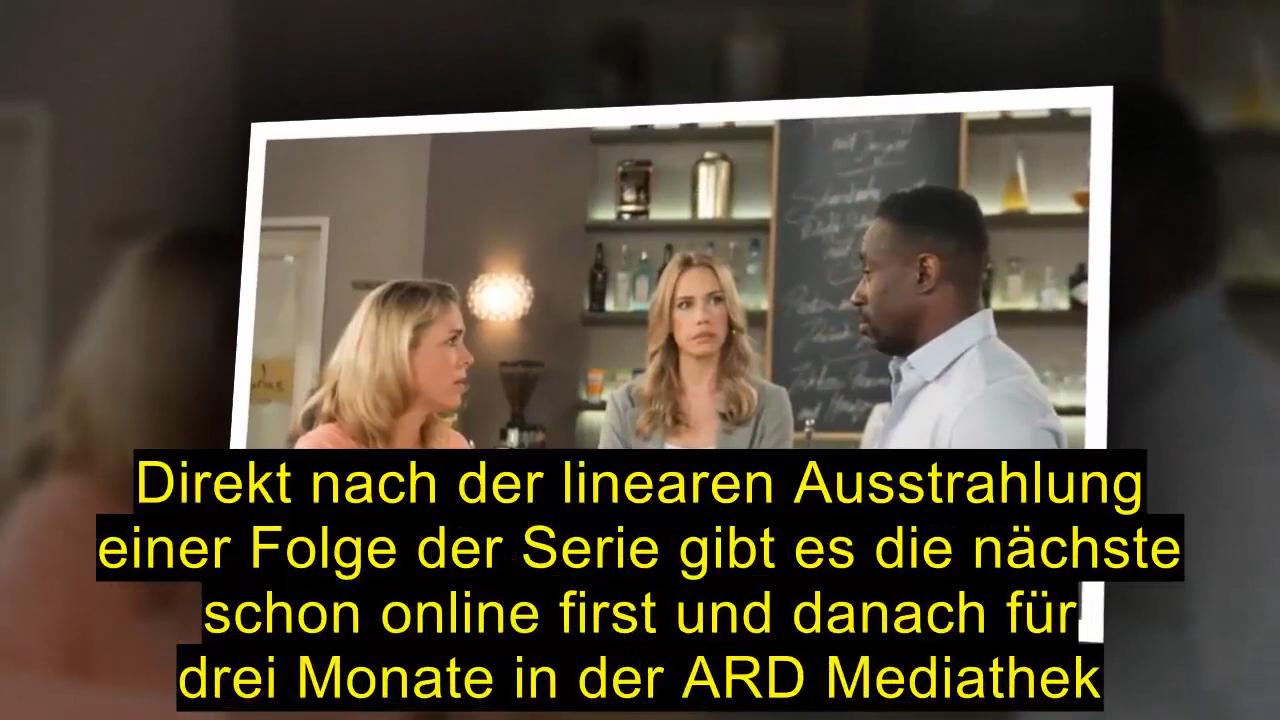 Direkt nach der linearen Ausstrahlung
einer Folge der Serie gibt es die nächste
schon online first und danach für
drei Monate in der ARD Mediathek